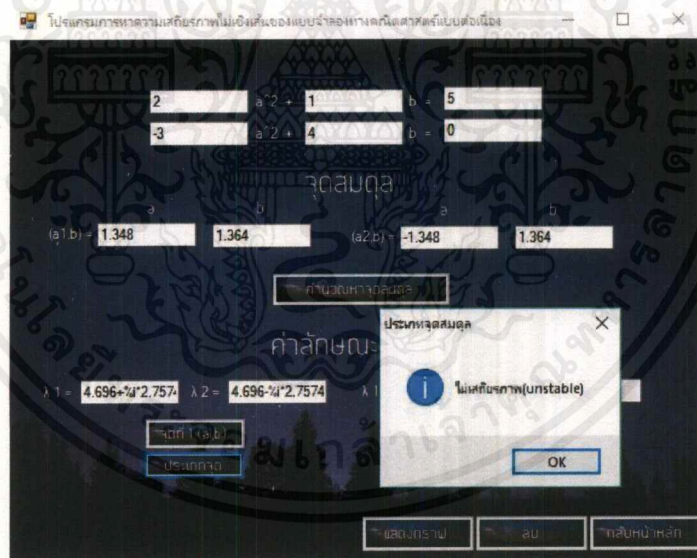 โปรแกรมการหาความเสถียรภาพไม่เชิงเส้นของแบบจำลองทางคณิตศาสตร์แบบต่อเนื่อง
2 a^2 + 1 b = 5
-3 a^2 + 4 b = 0
จุดสมดุล
a b a b
(a1,b) = 1.348 1.364 (a2,b) = -1.348 1.364
คำนวณหาจุดสมดุล
ค่าลักษณะ
ประเภทจุดสมดุล
ไม่เสถียรภาพ(unstable)
OK
λ 1 = 4.696+%i*2.7574 λ 2 = 4.696-%i*2.7574 λ 1
จุดที่ 1 (a,b)
ประเภทจุด
แสดงกราฟ ลบ กลับหน้าหลัก